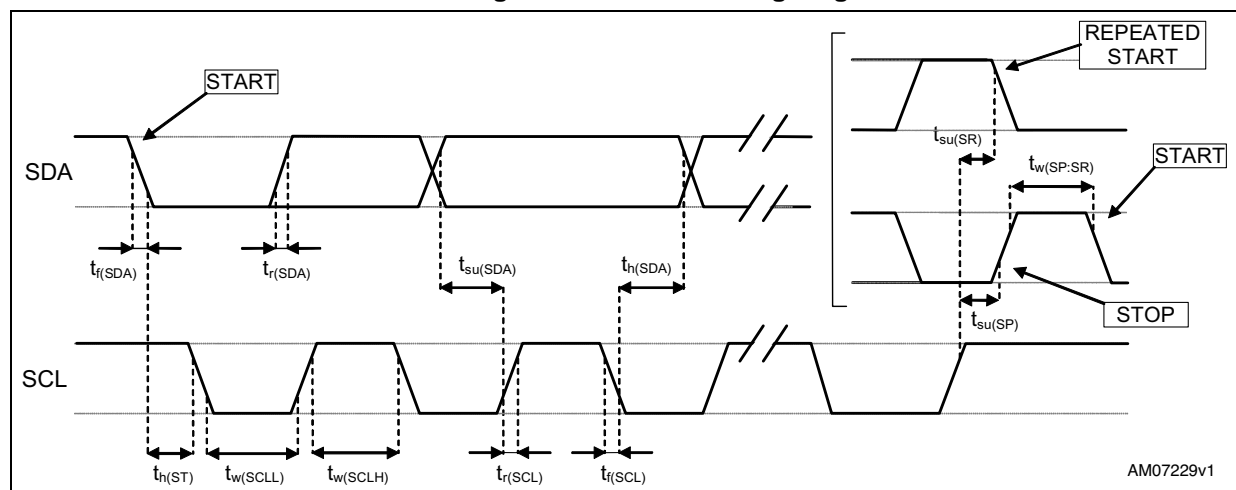 REPEATED
START
START
t_su(SR)
START
t_w(SP:SR)
SDA
t_f(SDA)
t_r(SDA)
t_su(SDA)
t_h(SDA)
t_su(SP)
STOP
SCL
t_h(ST)
t_w(SCLL)
t_w(SCLH)
t_r(SCL)
t_f(SCL)
AM07229v1